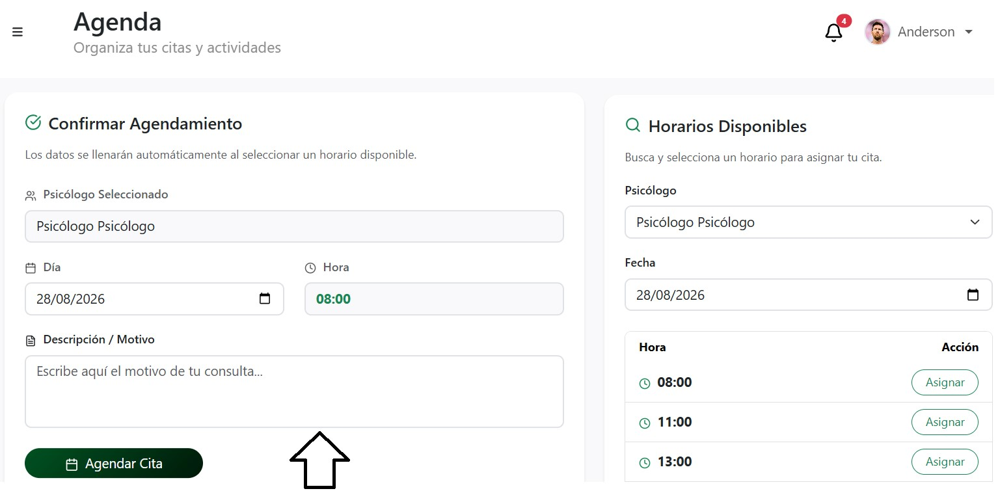 Agenda
Organiza tus citas y actividades
4
Anderson
Confirmar Agendamiento
Los datos se llenarán automáticamente al seleccionar un horario disponible.
Psicólogo Seleccionado
Psicólogo Psicólogo
Día
Hora
28/08/2026
08:00
Descripción / Motivo
Escribe aquí el motivo de tu consulta...
Agendar Cita
Horarios Disponibles
Busca y selecciona un horario para asignar tu cita.
Psicólogo
Psicólogo Psicólogo
Fecha
28/08/2026
Hora Acción
08:00 Asignar
11:00 Asignar
13:00 Asignar